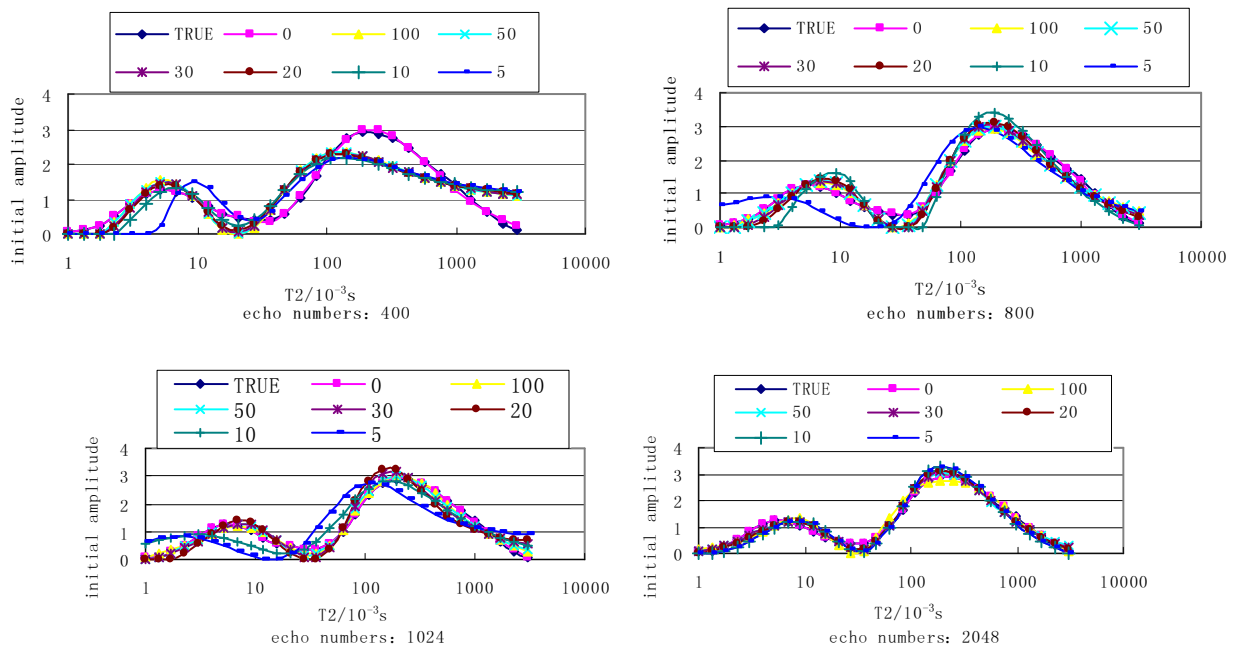 TRUE 0 100 50
30 20 10 5
initial amplitude
4
3
2
1
0
1 10 100 1000 10000
T2/10⁻³s
echo numbers: 400
TRUE 0 100 50
30 20 10 5
initial amplitude
4
3
2
1
0
1 10 100 1000 10000
T2/10⁻³s
echo numbers: 800
TRUE 0 100
50 30 20
10 5
initial amplitude
4
3
2
1
0
1 10 100 1000 10000
T2/10⁻³s
echo numbers: 1024
TRUE 0 100
50 30 20
10 5
initial amplitude
4
3
2
1
0
1 10 100 1000 10000
T2/10⁻³s
echo numbers: 2048